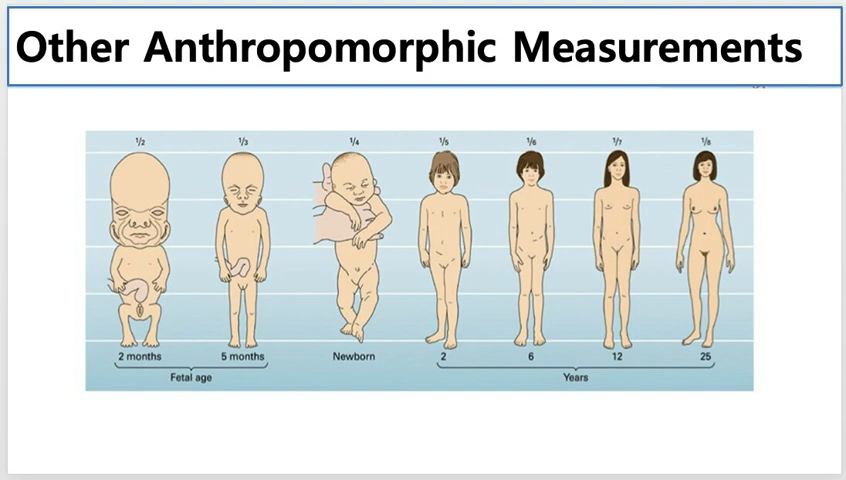 Other Anthropomorphic Measurements
1/2 1/3 1/4 1/5 1/6 1/7 1/8
2 months 5 months Newborn 2 6 12 25
Fetal age Years